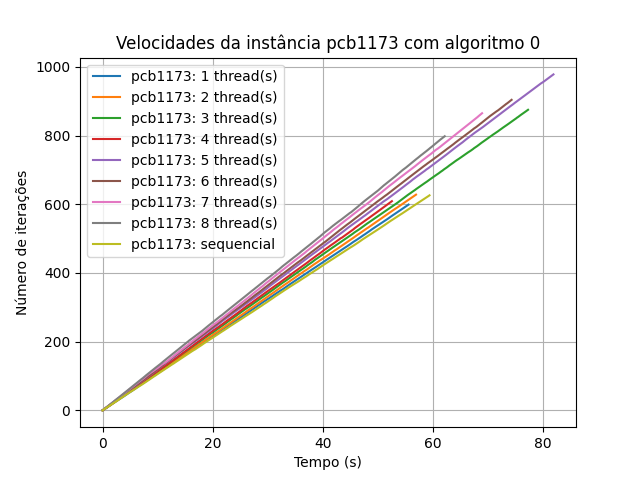 Velocidades da instância pcb1173 com algoritmo 0
1000
800
600
400
200
0
Número de iterações
pcb1173: 1 thread(s)
pcb1173: 2 thread(s)
pcb1173: 3 thread(s)
pcb1173: 4 thread(s)
pcb1173: 5 thread(s)
pcb1173: 6 thread(s)
pcb1173: 7 thread(s)
pcb1173: 8 thread(s)
pcb1173: sequencial
0 20 40 60 80
Tempo (s)